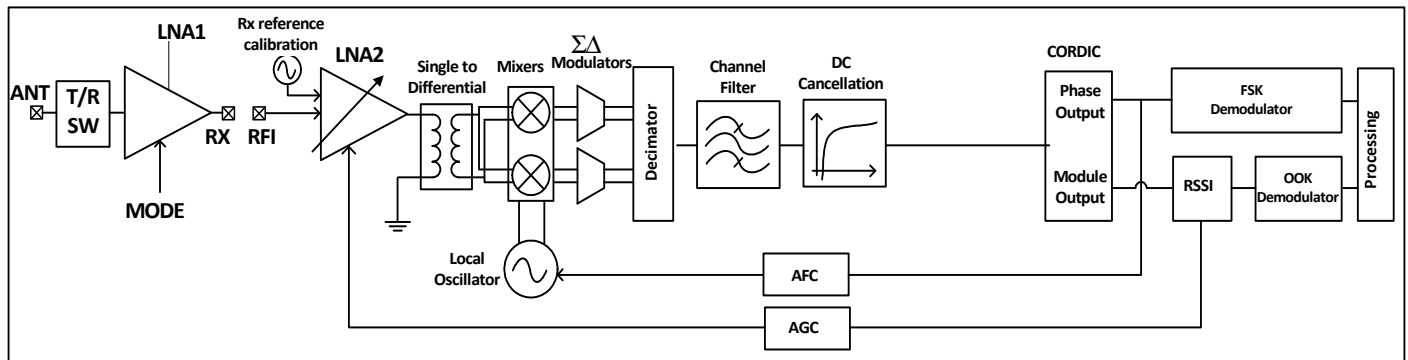 LNA1
Rx reference
calibration
LNA2
ANT
T/R
SW
RX
RFI
MODE
Single to
Differential
Mixers
ΣΔ
Modulators
Decimator
Local
Oscillator
Channel
Filter
DC
Cancellation
CORDIC
Phase
Output
Module
Output
FSK
Demodulator
RSSI
OOK
Demodulator
Processing
AFC
AGC